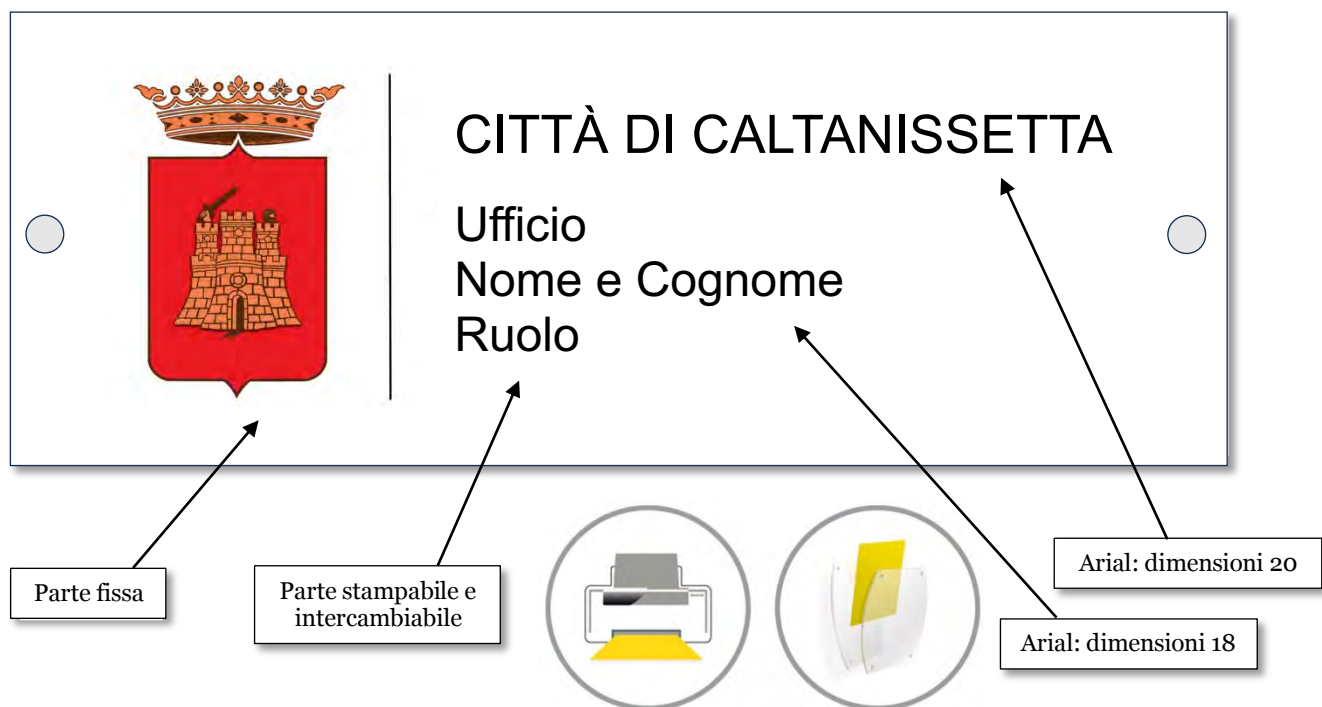 CITTÀ DI CALTANISSETTA
Ufficio
Nome e Cognome
Ruolo
Parte fissa
Parte stampabile e
intercambiabile
Arial: dimensioni 20
Arial: dimensioni 18